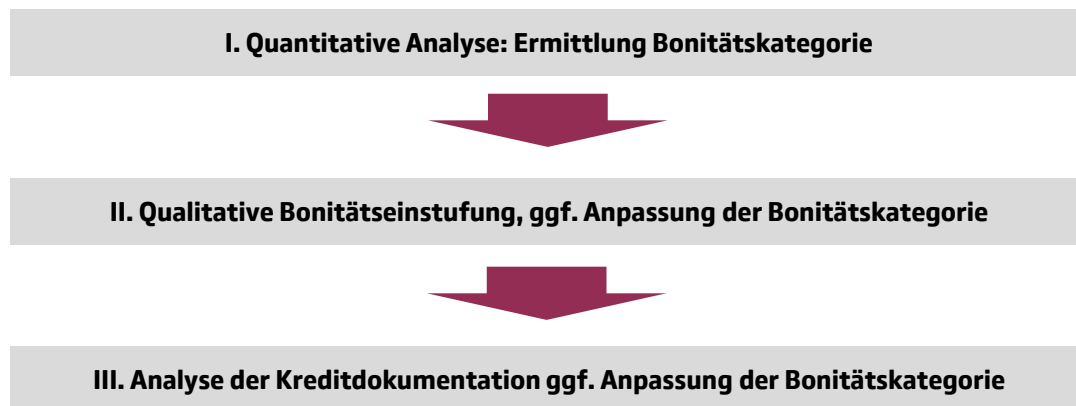 I. Quantitative Analyse: Ermittlung Bonitätskategorie
II. Qualitative Bonitätseinstufung, ggf. Anpassung der Bonitätskategorie
III. Analyse der Kreditdokumentation ggf. Anpassung der Bonitätskategorie